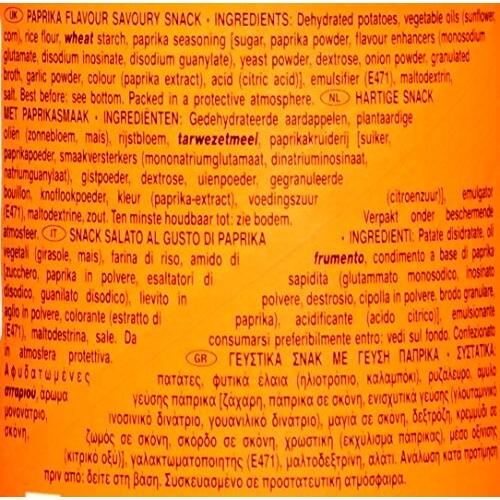 UK PAPRIKA FLAVOUR SAVOURY SNACK • INGREDIENTS: Dehydrated potatoes, vegetable oils (sunflower,
corn), rice flour, wheat starch, paprika seasoning [sugar, paprika powder, flavour enhancers (monosodium
glutamate, disodium inosinate, disodium guanylate), yeast powder, dextrose, onion powder, granulated
broth, garlic powder, colour (paprika extract), acid (citric acid)], emulsifier (E471), maltodextrin,
salt. Best before: see bottom. Packed in a protective atmosphere. NL HARTIGE SNACK
MET PAPRIKASMAAK • INGREDIËNTEN: Gedehydrateerde aardappelen, plantaardige
oliën (zonnebloem, mais), rijstbloem, tarwezetmeel, paprikakruiderij [suiker,
paprikapoeder, smaakversterkers (mononatriumglutamaat, dinatriuminosinaat,
natriumguanylaat), gistpoeder, dextrose, uienpoeder, gegranuleerde
bouillon, knoflookpoeder, kleur (paprika-extract), voedingszuur (citroenzuur)], emulgator
(E471), maltodextrine, zout. Ten minste houdbaar tot: zie bodem. Verpakt onder beschermende
atmosfeer. IT SNACK SALATO AL GUSTO DI PAPRIKA • INGREDIENTI: Patate disidratate, oli
vegetali (girasole, mais), farina di riso, amido di frumento, condimento a base di paprika
[zucchero, paprika in polvere, esaltatori di sapidità (glutammato monosodico, inosinato
disodico, guanilato disodico), lievito in polvere, destrosio, cipolla in polvere, brodo granulare,
aglio in polvere, colorante (estratto di paprika), acidificante (acido citrico)], emulsionante
(E471), maltodestrina, sale. Da consumarsi preferibilmente entro: vedi sul fondo. Confezionato
in atmosfera protettiva. GR ΓΕΥΣΤΙΚΑ ΣΝΑΚ ΜΕ ΓΕΥΣΗ ΠΑΠΡΙΚΑ • ΣΥΣΤΑΤΙΚΑ:
Αφυδατωμένες πατάτες, φυτικά έλαια (ηλιοτρόπιο, καλαμπόκι), ρυζάλευρο, αμυλο
σιταριού, άρωμα γεύσης πάπρικα [ζάχαρη, πάπρικα σε σκόνη, ενισχυτικά γεύσης (γλουταμινικό
μονονάτριο, ινοσινικό δινάτριο, γουανιλικό δινάτριο), μαγιά σε σκόνη, δεξτρόζη, κρεμμύδι σε
σκόνη, ζωμός σε σκόνη, σκόρδο σε σκόνη, χρωστική (εκχύλισμα πάπρικας), μέσο οξίνισης
(κιτρικό οξύ)], γαλακτωματοποιητής (E471), μαλτοδεξτρίνη, αλάτι. Ανάλωση κατά προτίμηση
πριν από: δείτε στη βάση. Συσκευασμένο σε προστατευτική ατμόσφαιρα.